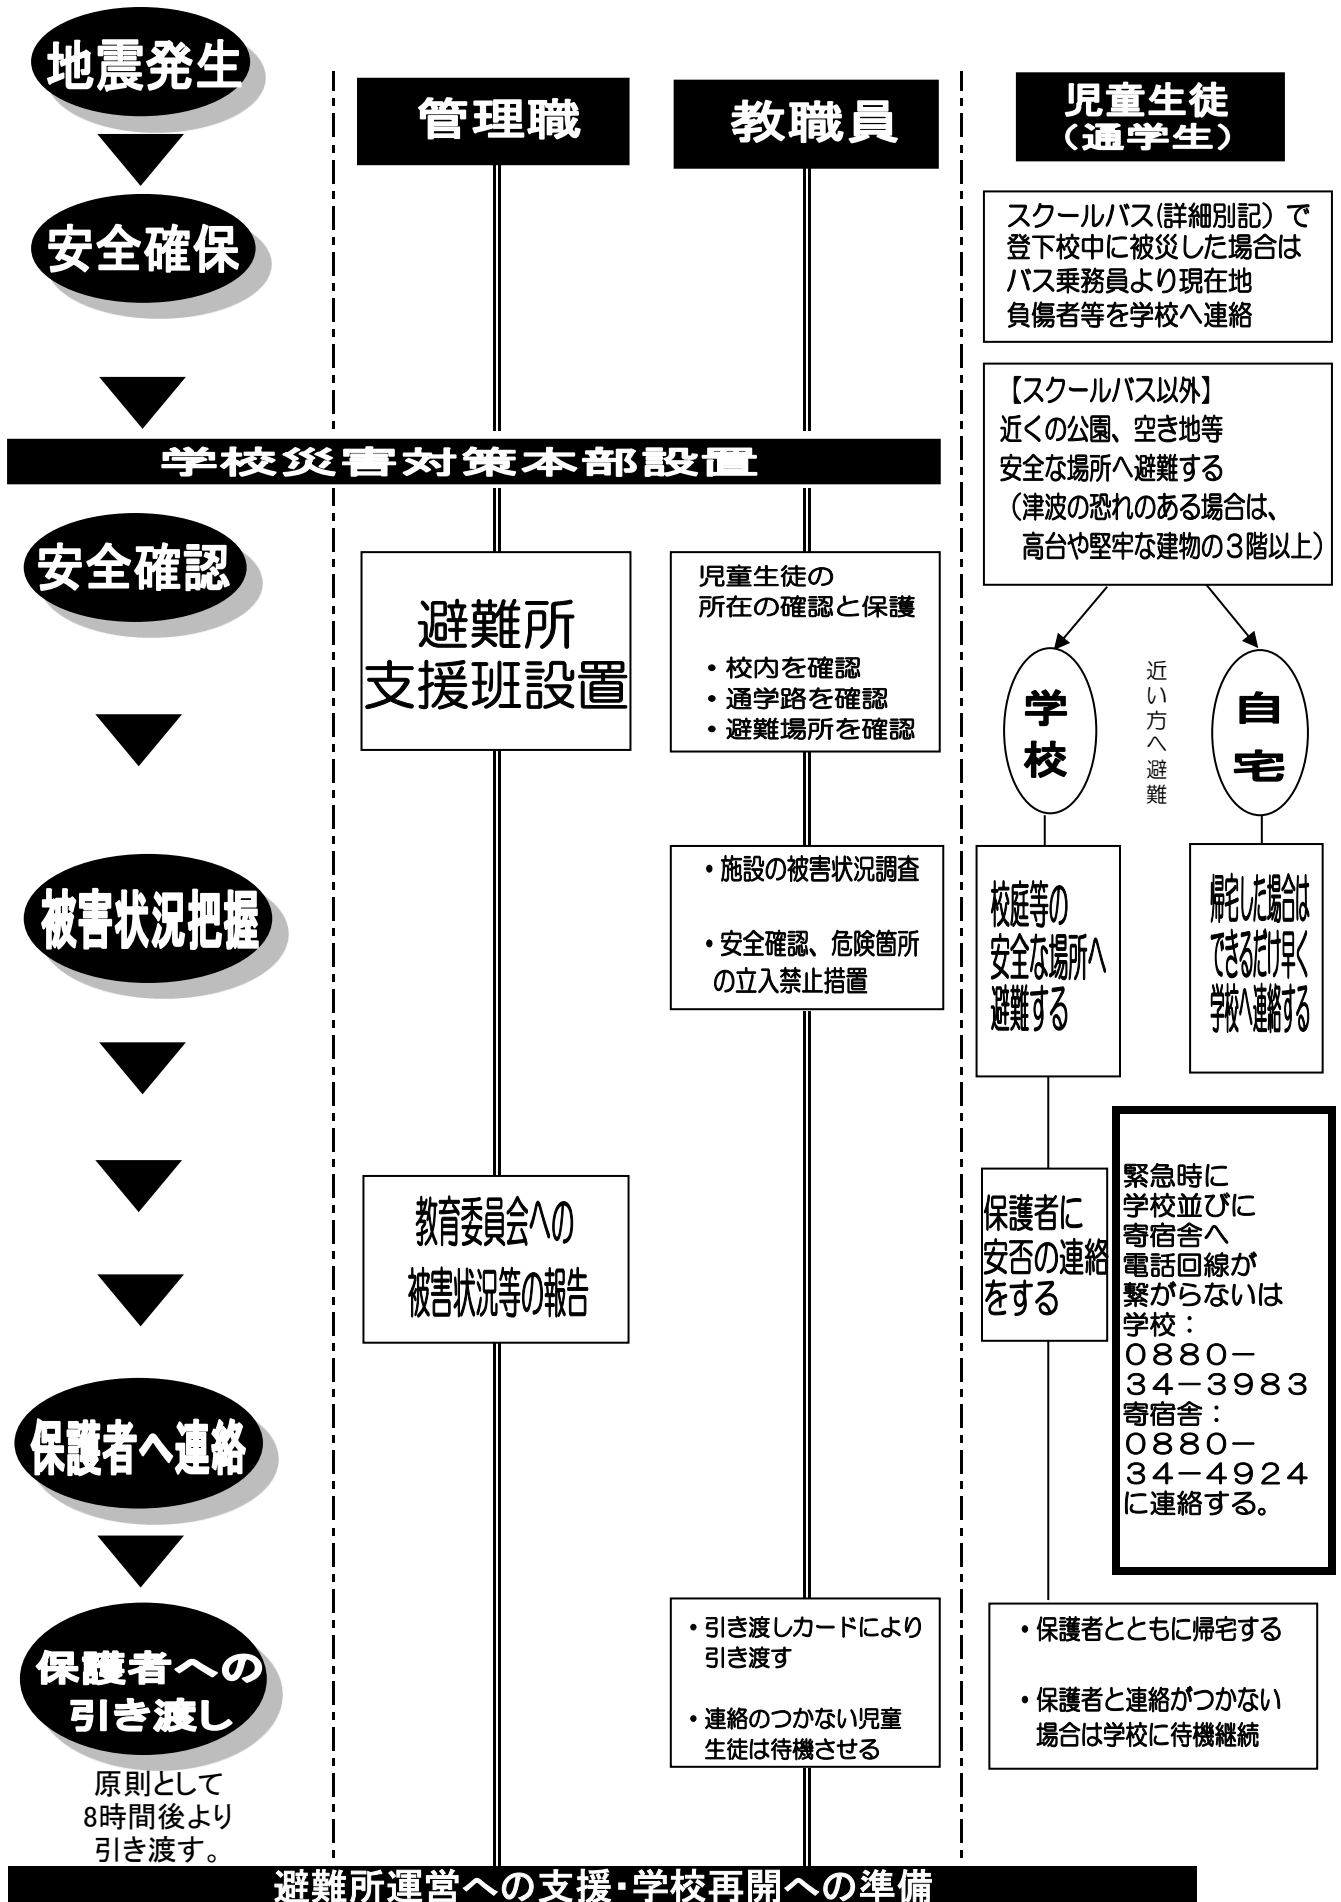 地震発生
安全確保
学校災害対策本部設置
安全確認
被害状況把握
保護者へ連絡
保護者への
引き渡し
原則として
8時間後より
引き渡す。
管理職
避難所
支援班設置
教育委員会への
被害状況等の報告
教職員
児童生徒の
所在の確認と保護
・校内を確認
・通学路を確認
・避難場所を確認
・施設の被害状況調査
・安全確認、危険箇所
の立入禁止措置
・引き渡しカードにより
引き渡す
・連絡のつかない児童
生徒は待機させる
児童生徒
（通学生）
スクールバス(詳細別記）で
登下校中に被災した場合は
バス乗務員より現在地
負傷者等を学校へ連絡
【スクールバス以外】
近くの公園、空き地等
安全な場所へ避難する
（津波の恐れのある場合は、
高台や堅牢な建物の３階以上）
学校
近い方へ避難
自宅
校庭等の
安全な場所へ
避難する
帰宅した場合は
できるだけ早く
学校へ連絡する
保護者に
安否の連絡
をする
緊急時に
学校並びに
寄宿舎へ
電話回線が
繋がらないは
学校：
０８８０－
３４－３９８３
寄宿舎：
０８８０－
３４－４９２４
に連絡する。
・保護者とともに帰宅する
・保護者と連絡がつかない
場合は学校に待機継続
避難所運営への支援・学校再開への準備